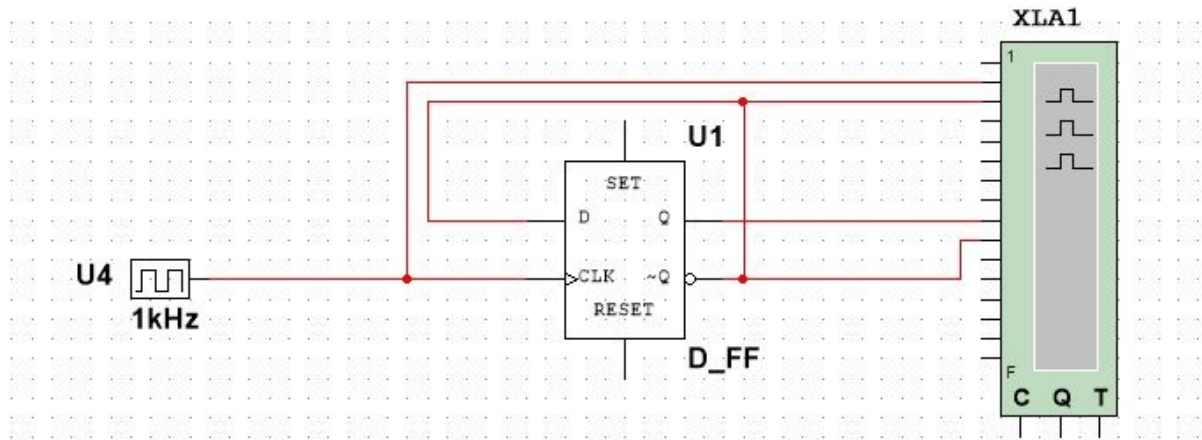 XLA1
1
U1
SET
D Q
U4
CLK ~Q
1kHz
RESET
D_FF
F
C Q T